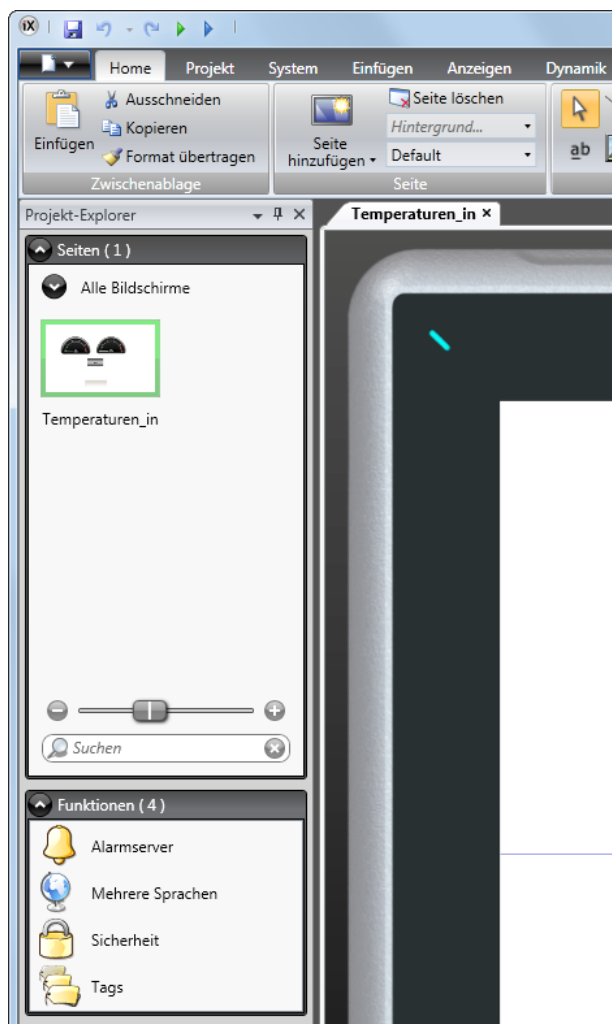 iX
Home Projekt System Einfügen Anzeigen Dynamik
Einfügen
Ausschneiden
Kopieren
Format übertragen
Zwischenablage
Seite
hinzufügen
Seite löschen
Hintergrund...
Default
Seite
ab
Projekt-Explorer
Temperaturen_in
Seiten ( 1 )
Alle Bildschirme
Temperaturen_in
Suchen
Funktionen ( 4 )
Alarmserver
Mehrere Sprachen
Sicherheit
Tags